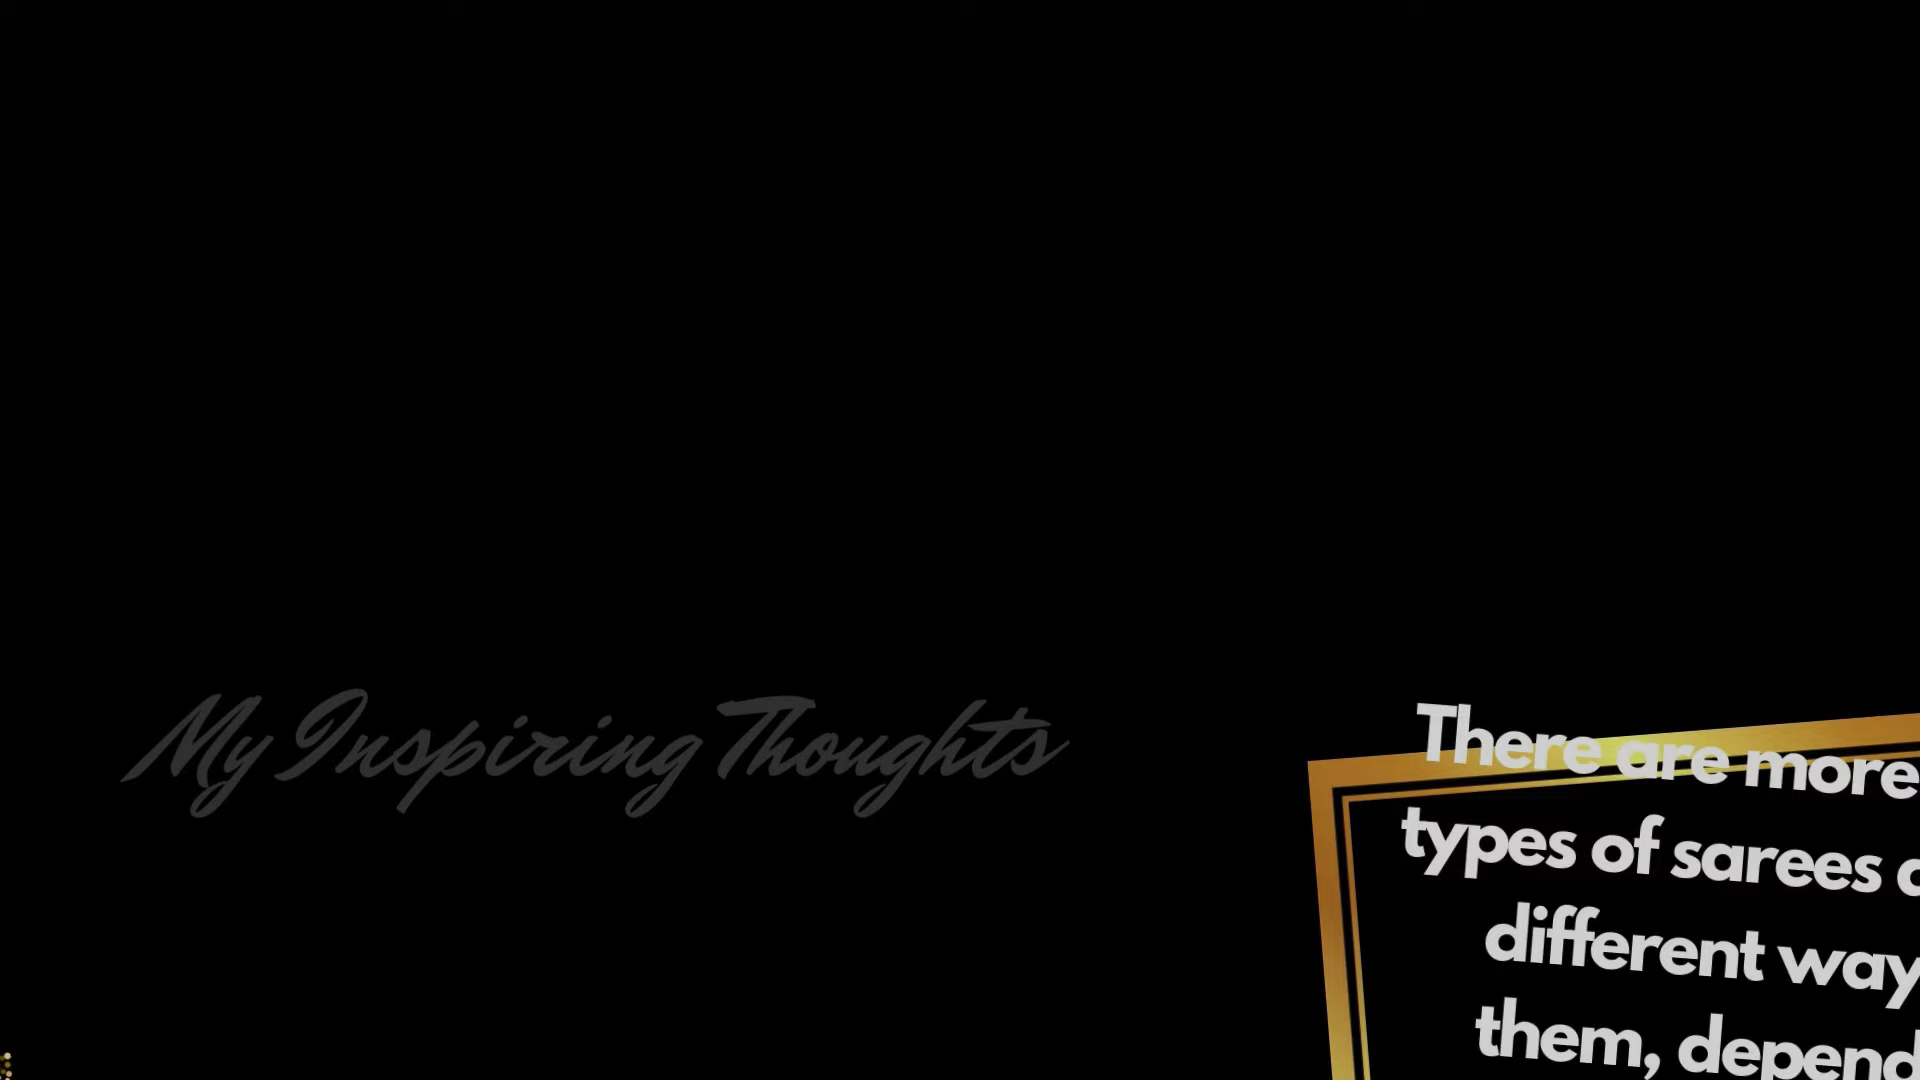 My Inspiring Thoughts
There are more
types of sarees
different way
them, depend